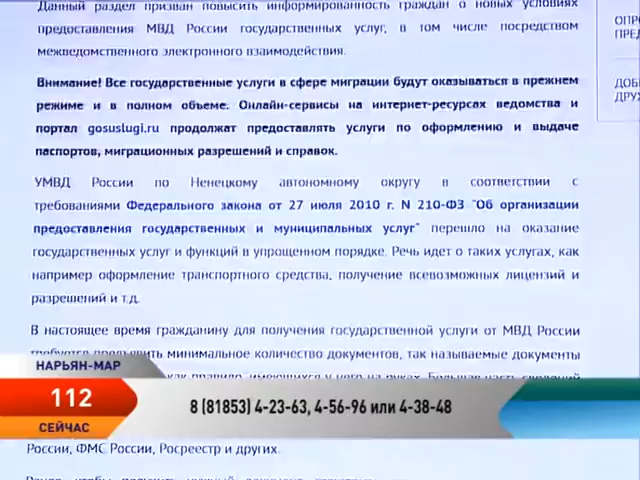 Данный раздел призван повысить информированность граждан о новых условиях
предоставления МВД России государственных услуг, в том числе посредством
межведомственного электронного взаимодействия.
Внимание! Все государственные услуги в сфере миграции будут оказываться в прежнем
режиме и в полном объеме. Онлайн-сервисы на интернет-ресурсах ведомства и
портал gosuslugi.ru продолжат предоставлять услуги по оформлению и выдаче
паспортов, миграционных разрешений и справок.
УМВД России по Ненецкому автономному округу в соответствии с
требованиями Федерального закона от 27 июля 2010 г. N 210-ФЗ "Об организации
предоставления государственных и муниципальных услуг" перешло на оказание
государственных услуг и функций в упрощенном порядке. Речь идет о таких услугах, как
например оформление транспортного средства, получение всевозможных лицензий и
разрешений и т.д.
В настоящее время гражданину для получения государственной услуги от МВД России
минимальное количество документов, так называемые документы
как правило, имеющихся у него на руках.
России, ФМС России, Росреестр и других.
ОПРО
ПРЕД
ДОБ
ДРУЖ
НАРЬЯН-МАР
112
СЕЙЧАС
8 (81853) 4-23-63, 4-56-96 или 4-38-48